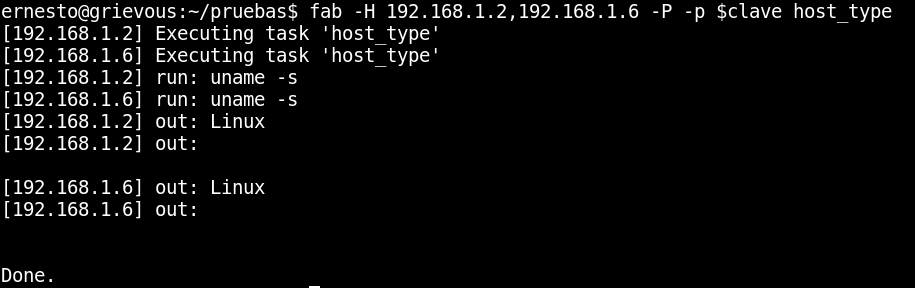 ernesto@grievous:~/pruebas$ fab -H 192.168.1.2,192.168.1.6 -P -p $clave host_type
[192.168.1.2] Executing task 'host_type'
[192.168.1.6] Executing task 'host_type'
[192.168.1.2] run: uname -s
[192.168.1.6] run: uname -s
[192.168.1.2] out: Linux
[192.168.1.2] out:
[192.168.1.6] out: Linux
[192.168.1.6] out:
Done.